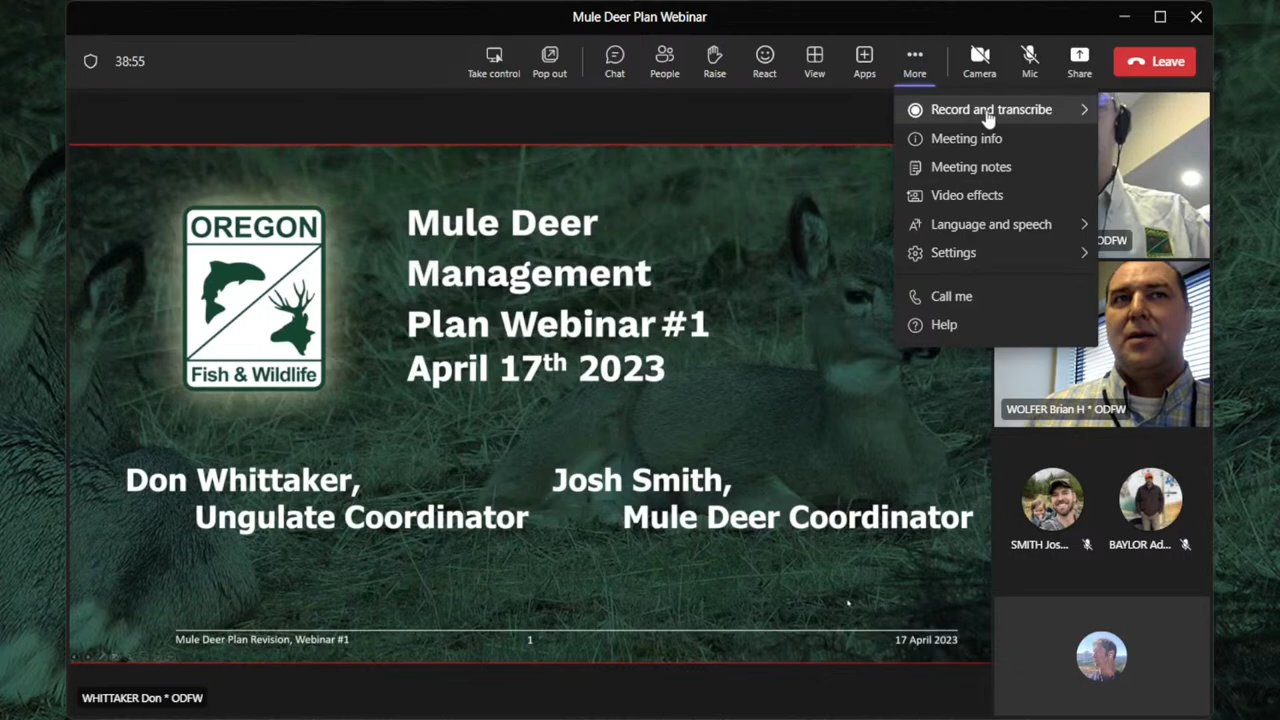 Mule Deer Plan Webinar
38:55
Take control
Pop out
Chat
People
Raise
React
View
Apps
More
Camera
Mic
Share
Leave
Record and transcribe
Meeting info
Meeting notes
Video effects
Language and speech
Settings
Call me
Help
OREGON
Fish & Wildlife
Mule Deer
Management
Plan Webinar #1
April 17th 2023
Don Whittaker,
Ungulate Coordinator
Josh Smith,
Mule Deer Coordinator
Mule Deer Plan Revision, Webinar #1
1
17 April 2023
WHITTAKER Don * ODFW
ODFW
WOLFER Brian H * ODFW
SMITH Jos...
BAYLOR Ad...